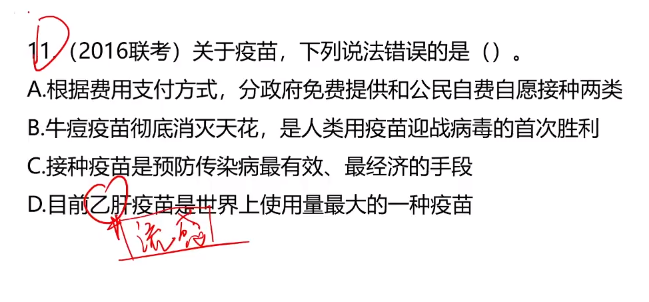 11.（2016联考）关于疫苗，下列说法错误的是（）。
A.根据费用支付方式，分政府免费提供和公民自费自愿接种两类
B.牛痘疫苗彻底消灭天花，是人类用疫苗迎战病毒的首次胜利
C.接种疫苗是预防传染病最有效、最经济的手段
D.目前乙肝疫苗是世界上使用量最大的一种疫苗
流感